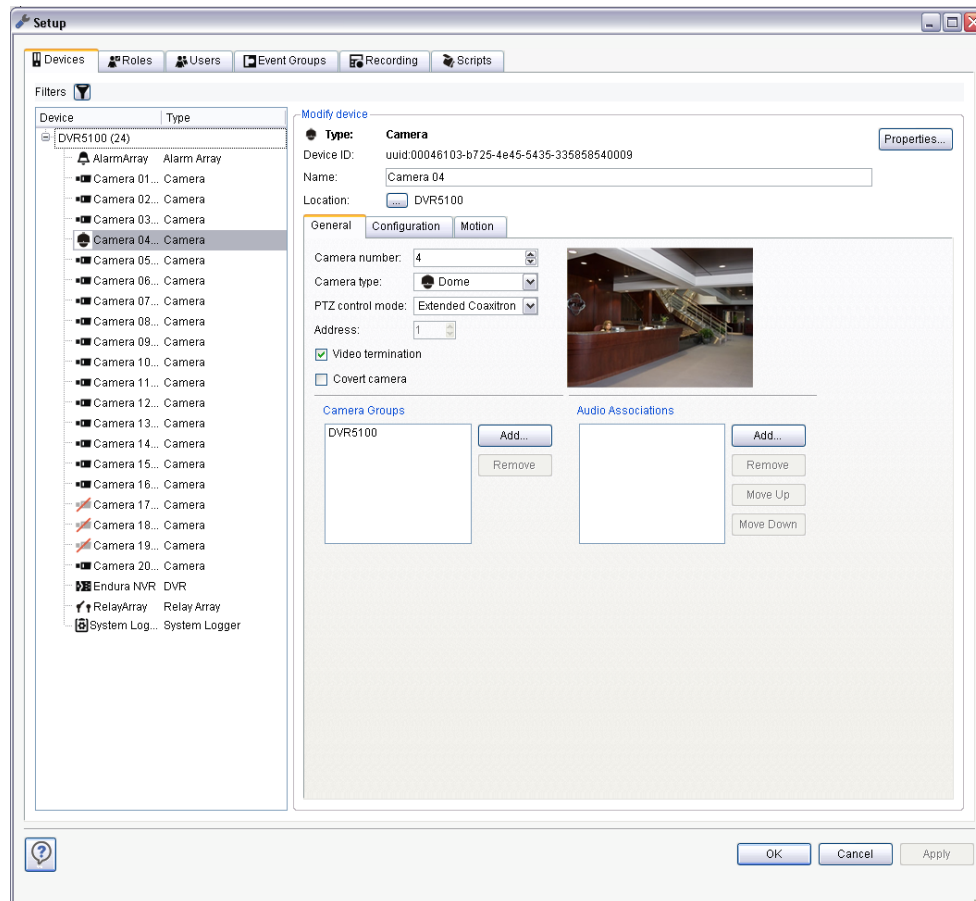 Setup
Devices Roles Users Event Groups Recording Scripts
Filters
Device Type
DVR5100 (24)
AlarmArray Alarm Array
Camera 01... Camera
Camera 02... Camera
Camera 03... Camera
Camera 04... Camera
Camera 05... Camera
Camera 06... Camera
Camera 07... Camera
Camera 08... Camera
Camera 09... Camera
Camera 10... Camera
Camera 11... Camera
Camera 12... Camera
Camera 13... Camera
Camera 14... Camera
Camera 15... Camera
Camera 16... Camera
Camera 17... Camera
Camera 18... Camera
Camera 19... Camera
Camera 20... Camera
Endura NVR DVR
RelayArray Relay Array
System Log... System Logger
Modify device
Type: Camera
Properties...
Device ID: uuid:00046103-b725-4e45-5435-335858540009
Name: Camera 04
Location: ... DVR5100
General Configuration Motion
Camera number: 4
Camera type: Dome
PTZ control mode: Extended Coaxitron
Address: 1
Video termination
Covert camera
Camera Groups
DVR5100
Add...
Remove
Audio Associations
Add...
Remove
Move Up
Move Down
?
OK Cancel Apply